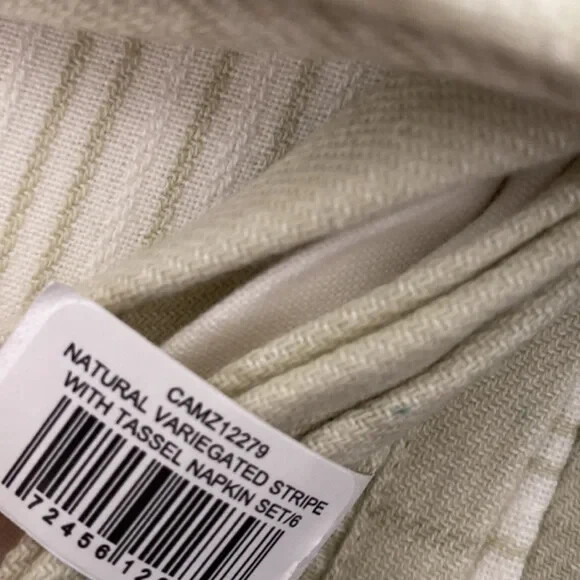 CAMZ12279
NATURAL VARIEGATED STRIPE
WITH TASSEL NAPKIN SET/6